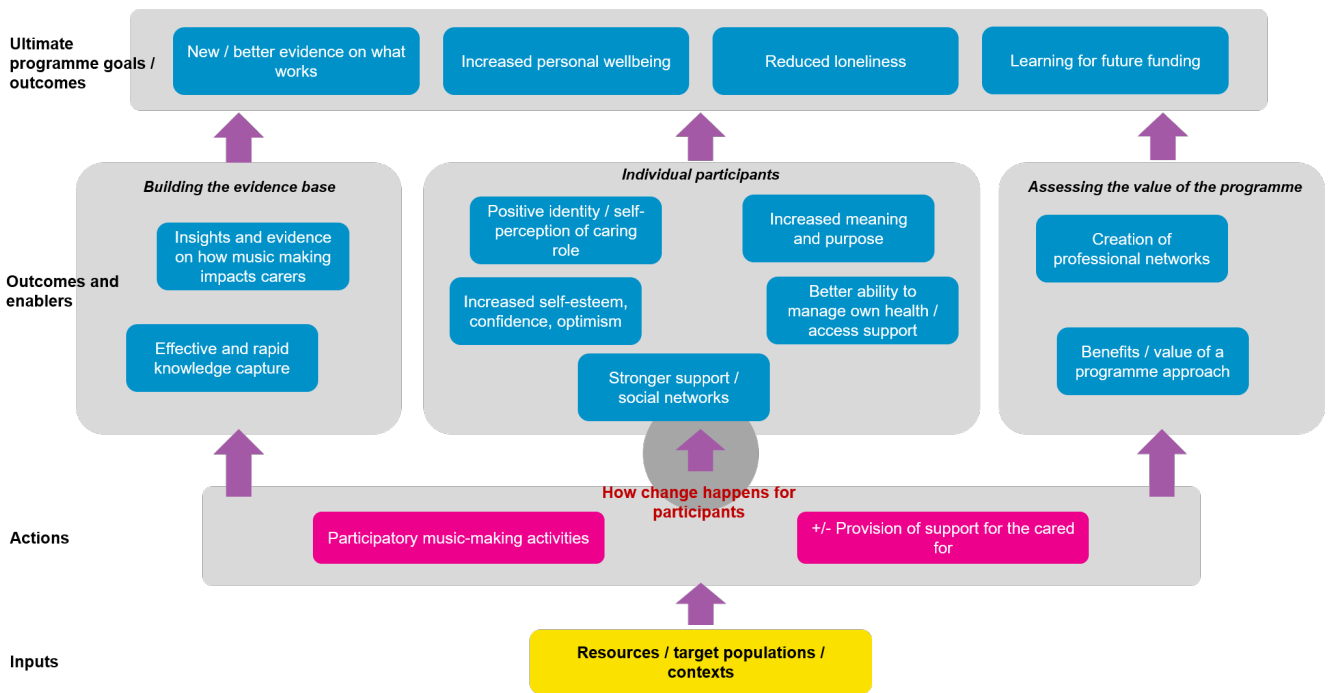 Ultimate
programme goals /
outcomes
New / better evidence on what
works
Increased personal wellbeing
Reduced loneliness
Learning for future funding
Outcomes and
enablers
Building the evidence base
Insights and evidence
on how music making
impacts carers
Effective and rapid
knowledge capture
Individual participants
Positive identity / self-
perception of caring
role
Increased meaning
and purpose
Increased self-esteem,
confidence, optimism
Better ability to
manage own health /
access support
Stronger support /
social networks
Assessing the value of the programme
Creation of
professional networks
Benefits / value of a
programme approach
How change happens for
participants
Actions
Participatory music-making activities
+/- Provision of support for the cared
for
Inputs
Resources / target populations /
contexts